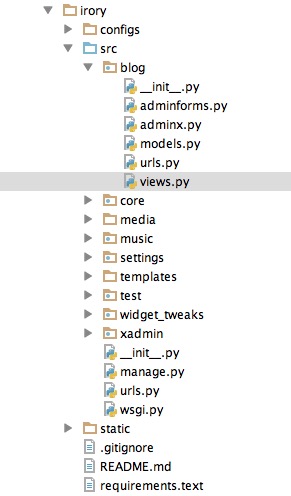 irory
configs
src
blog
__init__.py
adminforms.py
adminx.py
models.py
urls.py
views.py
core
media
music
settings
templates
test
widget_tweaks
xadmin
__init__.py
manage.py
urls.py
wsgi.py
static
.gitignore
README.md
requirements.text